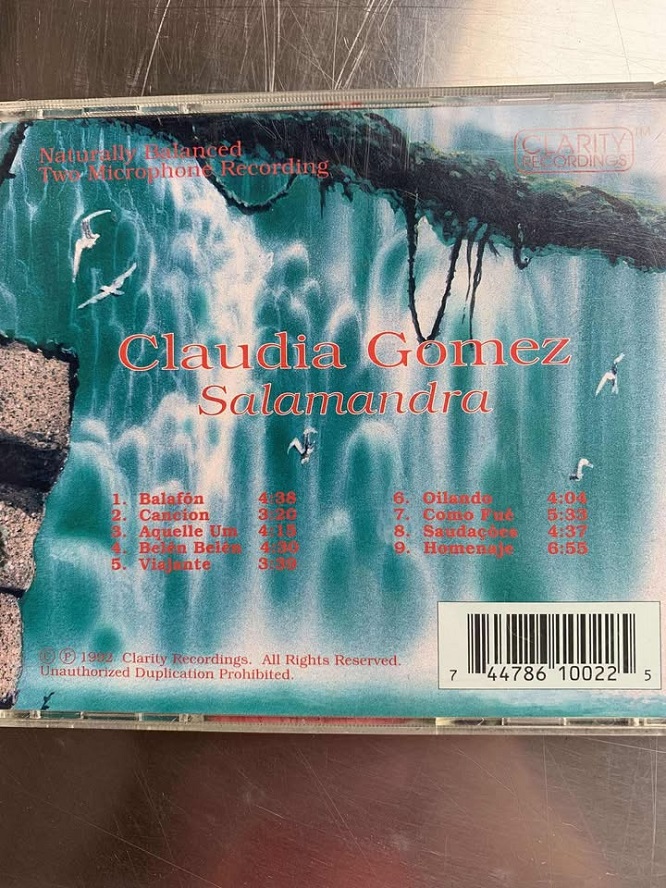 Naturally Balanced
Two-Microphone Recording
CLARITY TM
RECORDINGS
Claudia Gomez
Salamandra
1. Balafón 4:38
2. Cancion 3:20
3. Aquelle Um 4:15
4. Belén Belén 4:30
5. Viajante 3:39
6. Oilando 4:04
7. Como Fué 5:33
8. Saudações 4:37
9. Homenaje 6:55
© ℗ 1992 Clarity Recordings. All Rights Reserved.
Unauthorized Duplication Prohibited.
7 44786 10022 5